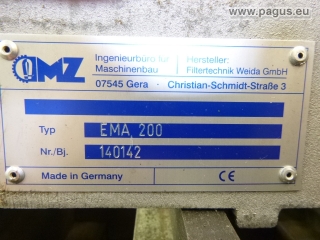 © www.pagus.eu
OMZ
Ingenieurbüro für
Maschinenbau
Hersteller:
Filtertechnik Weida GmbH
07545 Gera · Christian-Schmidt-Straße 3
Typ EMA, 200
Nr./Bj. 140142
Made in Germany CE